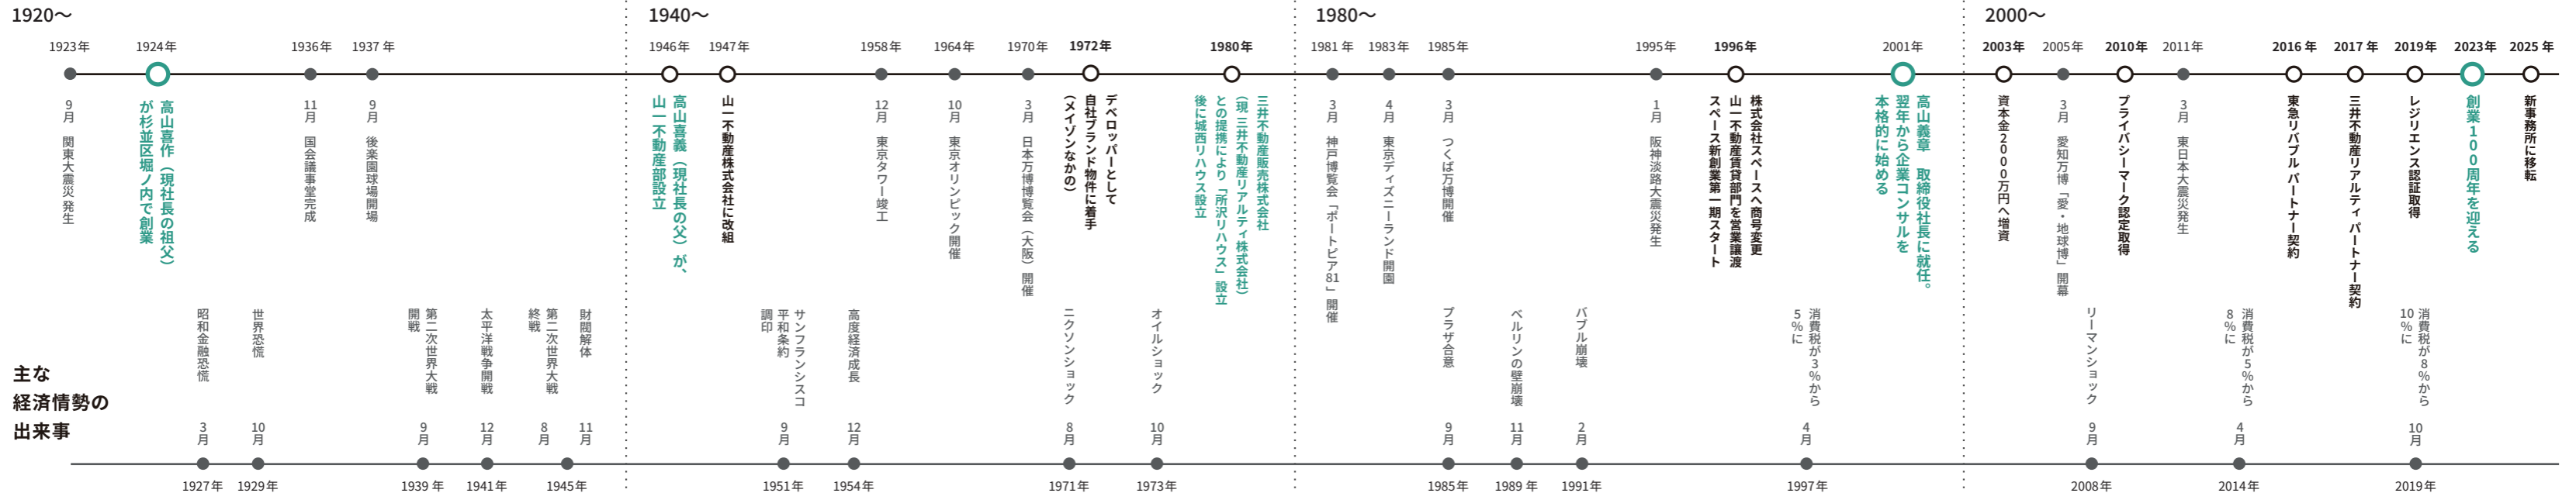 1920〜
1940〜
1980〜
2000〜
1923年
9月 関東大震災発生
1924年
高山喜作（現社長の祖父）
が杉並区堀ノ内で創業
1936年
11月 国会議事堂完成
1937年
9月 後楽園球場開場
1946年
高山喜義（現社長の父）が、
山一不動産部設立
1947年
山一不動産株式会社に改組
1958年
12月 東京タワー竣工
1964年
10月 東京オリンピック開催
1970年
3月 日本万博博覧会（大阪）開催
1972年
デベロッパーとして
自社ブランド物件に着手
（メイゾンなかの）
1980年
三井不動産販売株式会社
（現 三井不動産リアルティ株式会社）
との提携により「所沢リハウス」設立
後に城西リハウス設立
1981年
3月 神戸博覧会「ポートピア81」開催
1983年
4月 東京ディズニーランド開園
1985年
3月 つくば万博開催
1995年
1月 阪神淡路大震災発生
1996年
株式会社スペースへ商号変更
山一不動産賃貸部門を営業譲渡
スペース新創業第一期スタート
2001年
高山義章 取締役社長に就任。
翌年から企業コンサルを
本格的に始める
2003年
資本金2000万円へ増資
2005年
3月 愛知万博「愛・地球博」開幕
2010年
プライバシーマーク認定取得
2011年
3月 東日本大震災発生
2016年
東急リバブル パートナー契約
2017年
三井不動産リアルティ パートナー契約
2019年
レジリエンス認証取得
2023年
創業100周年を迎える
2025年
新事務所に移転
主な
経済情勢の
出来事
昭和金融恐慌
3月
1927年
世界恐慌
10月
1929年
第二次世界大戦
開戦
9月
1939年
太平洋戦争開戦
12月
1941年
第二次世界大戦
終戦
8月
財閥解体
11月
1945年
サンフランシスコ
平和条約
調印
9月
1951年
高度経済成長
12月
1954年
ニクソンショック
8月
1971年
オイルショック
10月
1973年
プラザ合意
9月
1985年
ベルリンの壁崩壊
11月
1989年
バブル崩壊
2月
1991年
消費税が3％から
5％に
4月
1997年
リーマンショック
9月
2008年
消費税が5％から
8％に
4月
2014年
消費税が8％から
10％に
10月
2019年